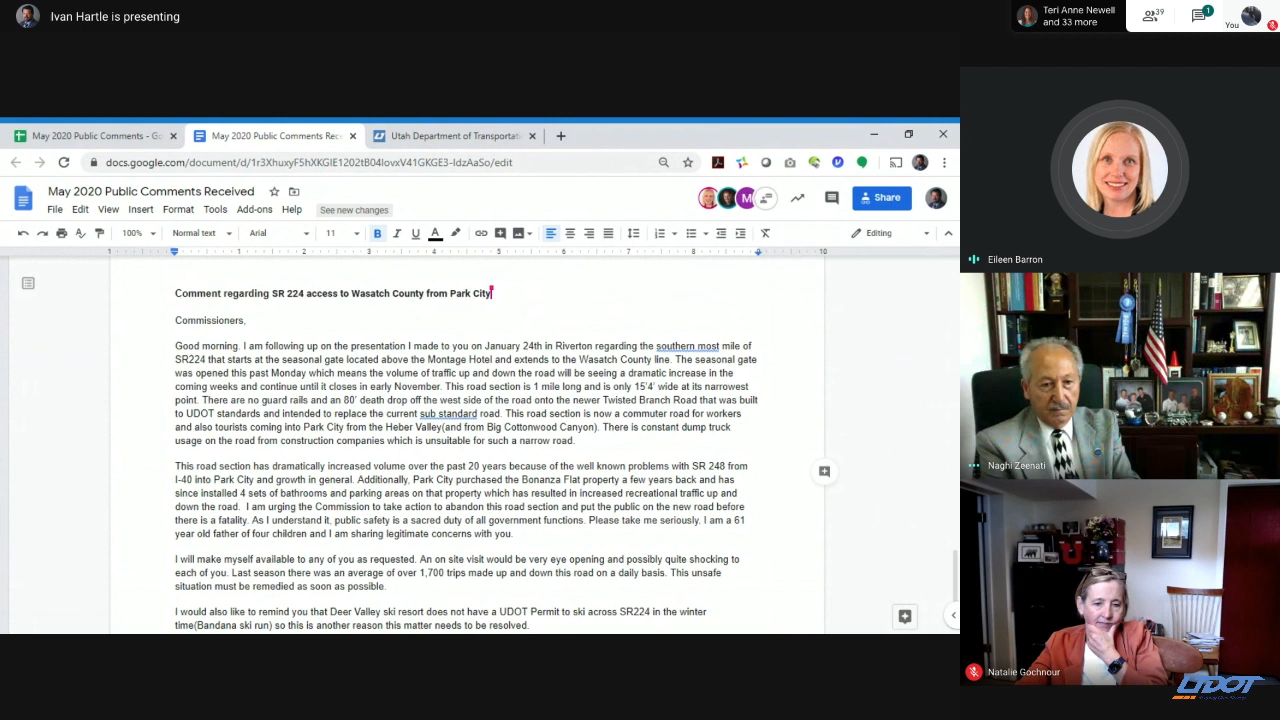 Ivan Hartle is presenting
Teri Anne Newell
and 33 more
39
1
You
May 2020 Public Comments - Go
May 2020 Public Comments Rec
Utah Department of Transportati
docs.google.com/document/d/1r3XhuxyF5hXKGlE1202tB04IovxV41GKGE3-IdzAaSo/edit
May 2020 Public Comments Received
File Edit View Insert Format Tools Add-ons Help See new changes
M
Share
100% Normal text Arial 11 B I U A Editing
1 1 2 3 4 5 6 7 8 10
Comment regarding SR 224 access to Wasatch County from Park City
Commissioners,
Good morning. I am following up on the presentation I made to you on January 24th in Riverton regarding the southern most mile of
SR224 that starts at the seasonal gate located above the Montage Hotel and extends to the Wasatch County line. The seasonal gate
was opened this past Monday which means the volume of traffic up and down the road will be seeing a dramatic increase in the
coming weeks and continue until it closes in early November. This road section is 1 mile long and is only 15'4' wide at its narrowest
point. There are no guard rails and an 80' death drop off the west side of the road onto the newer Twisted Branch Road that was built
to UDOT standards and intended to replace the current sub standard road. This road section is now a commuter road for workers
and also tourists coming into Park City from the Heber Valley(and from Big Cottonwood Canyon). There is constant dump truck
usage on the road from construction companies which is unsuitable for such a narrow road.
This road section has dramatically increased volume over the past 20 years because of the well known problems with SR 248 from
I-40 into Park City and growth in general. Additionally, Park City purchased the Bonanza Flat property a few years back and has
since installed 4 sets of bathrooms and parking areas on that property which has resulted in increased recreational traffic up and
down the road. I am urging the Commission to take action to abandon this road section and put the public on the new road before
there is a fatality. As I understand it, public safety is a sacred duty of all government functions. Please take me seriously. I am a 61
year old father of four children and I am sharing legitimate concerns with you.
I will make myself available to any of you as requested. An on site visit would be very eye opening and possibly quite shocking to
each of you. Last season there was an average of over 1,700 trips made up and down this road on a daily basis. This unsafe
situation must be remedied as soon as possible.
I would also like to remind you that Deer Valley ski resort does not have a UDOT Permit to ski across SR224 in the winter
time(Bandana ski run) so this is another reason this matter needs to be resolved.
Eileen Barron
Naghi Zeenati
Natalie Gochnour
UDOT